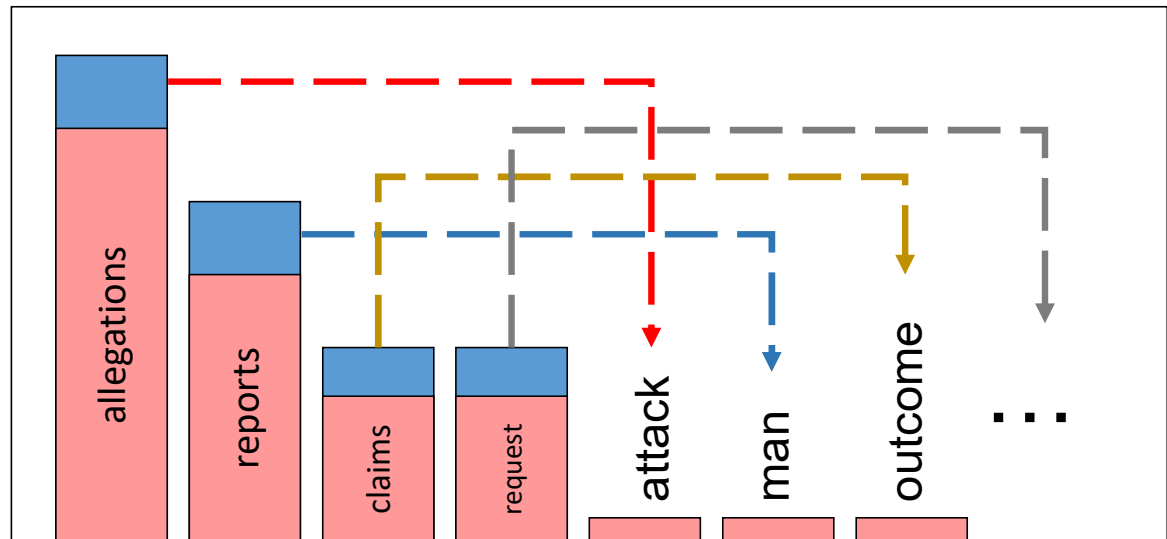 allegations
reports
claims
request
attack
man
outcome
...